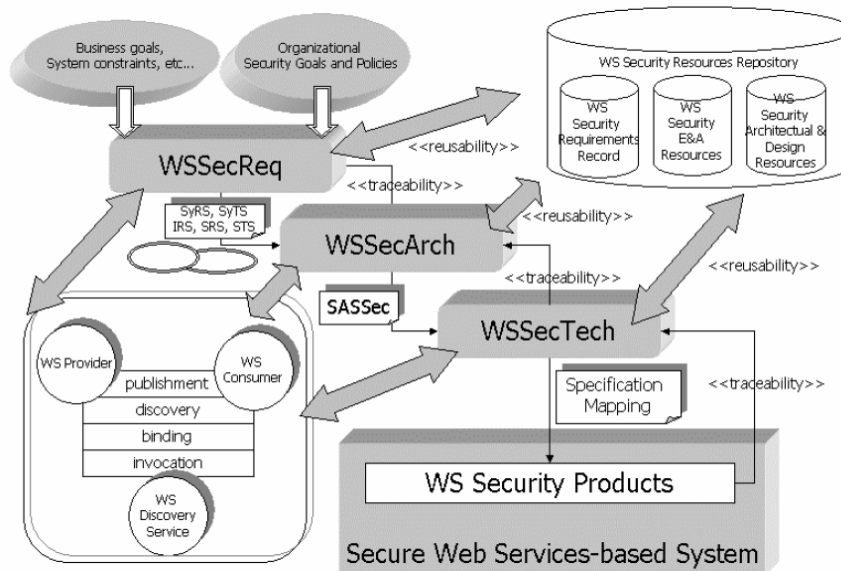 Business goals,
System constraints, etc...
Organizational
Security Goals and Policies
WS Security Resources Repository
WS
Security
Requirements
Record
WS
Security
E&A
Resources
WS
Security
Architectual &
Design
Resources
<<reusability>>
WSSecReq
<<traceability>>
SyRS, SyTS
IRS, SRS, STS
<<reusability>>
WSSecArch
<<traceability>>
<<reusability>>
SASSec
WSSecTech
WS Provider
WS
Consumer
publishment
discovery
binding
invocation
WS
Discovery
Service
Specification
Mapping
<<traceability>>
WS Security Products
Secure Web Services-based System